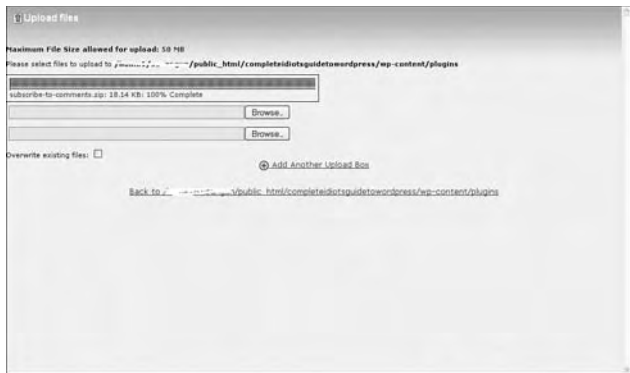 Upload files
Maximum File Size allowed for upload: 50 MB
Please select files to upload to /public_html/completeidiotsguidetowordpress/wp-content/plugins
subscribe-to-comments.zip: 18.14 KB: 100% Complete
Browse..
Browse..
Overwrite existing files:
Add Another Upload Box
Back to /public_html/completeidiotsguidetowordpress/wp-content/plugins